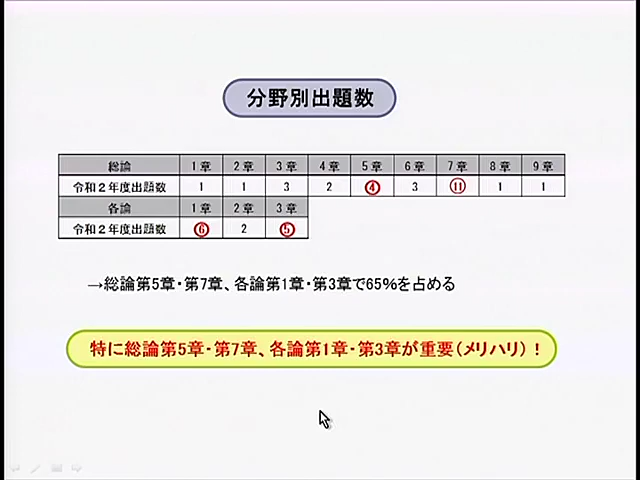 分野別出題数
総論 1章 2章 3章 4章 5章 6章 7章 8章 9章
令和2年度出題数 1 1 3 2 ④ 3 ⑪ 1 1
各論 1章 2章 3章
令和2年度出題数 ⑥ 2 ⑤
→総論第5章・第7章、各論第1章・第3章で65%を占める
特に総論第5章・第7章、各論第1章・第3章が重要(メリハリ)!